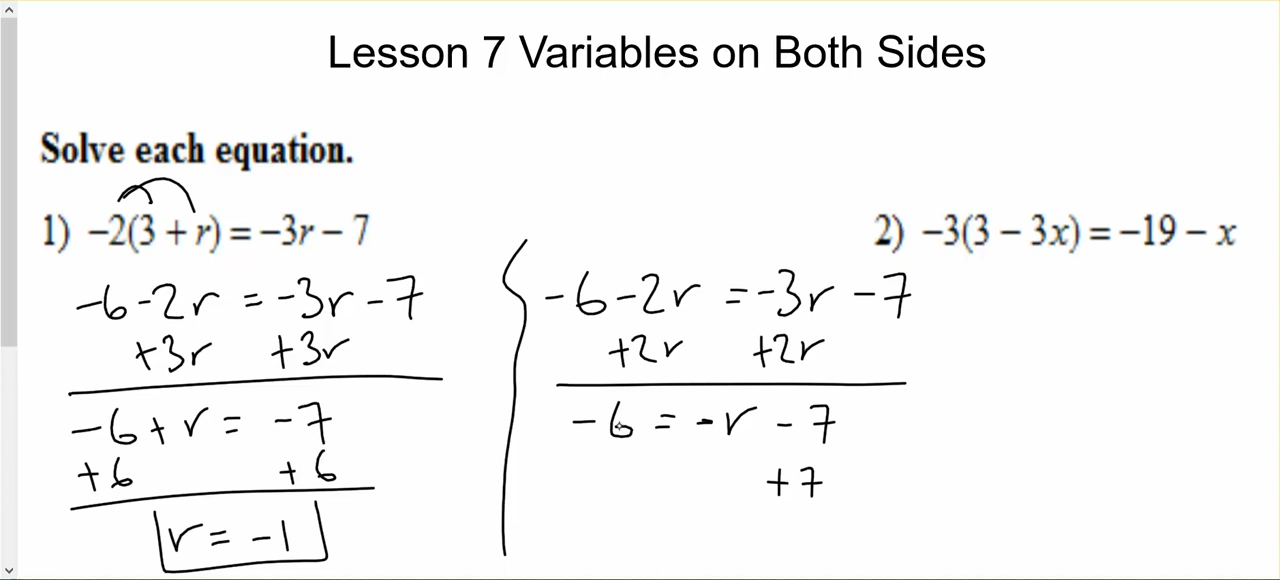 Lesson 7 Variables on Both Sides
Solve each equation.
1) −2(3 + r) = −3r − 7
-6 -2r = -3r -7
+3r +3r
-6 + r = -7
+6 +6
r = -1
-6 -2r = -3r -7
+2r +2r
-6 = -r -7
+7
2) −3(3 − 3x) = −19 − x